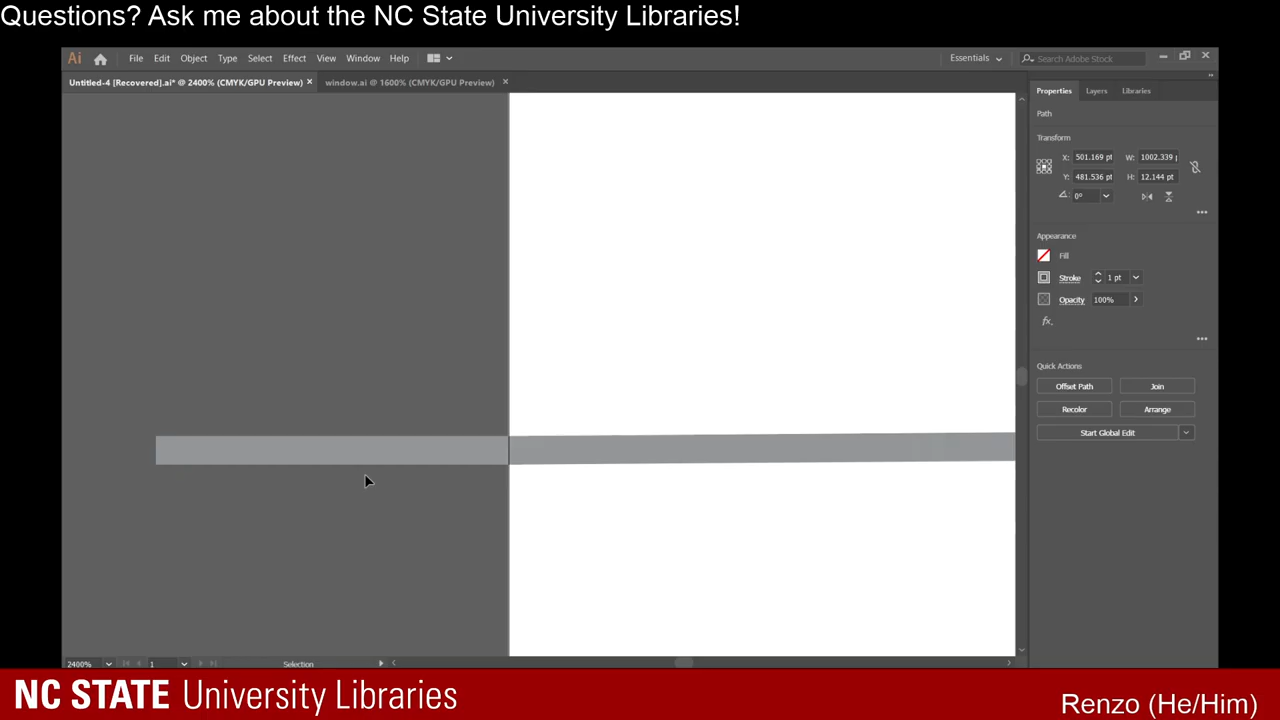 Questions? Ask me about the NC State University Libraries!
Ai File Edit Object Type Select Effect View Window Help Essentials Search Adobe Stock
Untitled-4 [Recovered].ai* @ 2400% (CMYK/GPU Preview) × window.ai @ 1600% (CMYK/GPU Preview) ×
Properties Layers Libraries
Path
Transform
X: 501.169 pt W: 1002.339
Y: 481.536 pt H: 12.144 pt
0°
Appearance
Fill
Stroke 1 pt
Opacity 100%
fx.
Quick Actions
Offset Path Join
Recolor Arrange
Start Global Edit
2400% 1 Selection
NC STATE University Libraries
Renzo (He/Him)